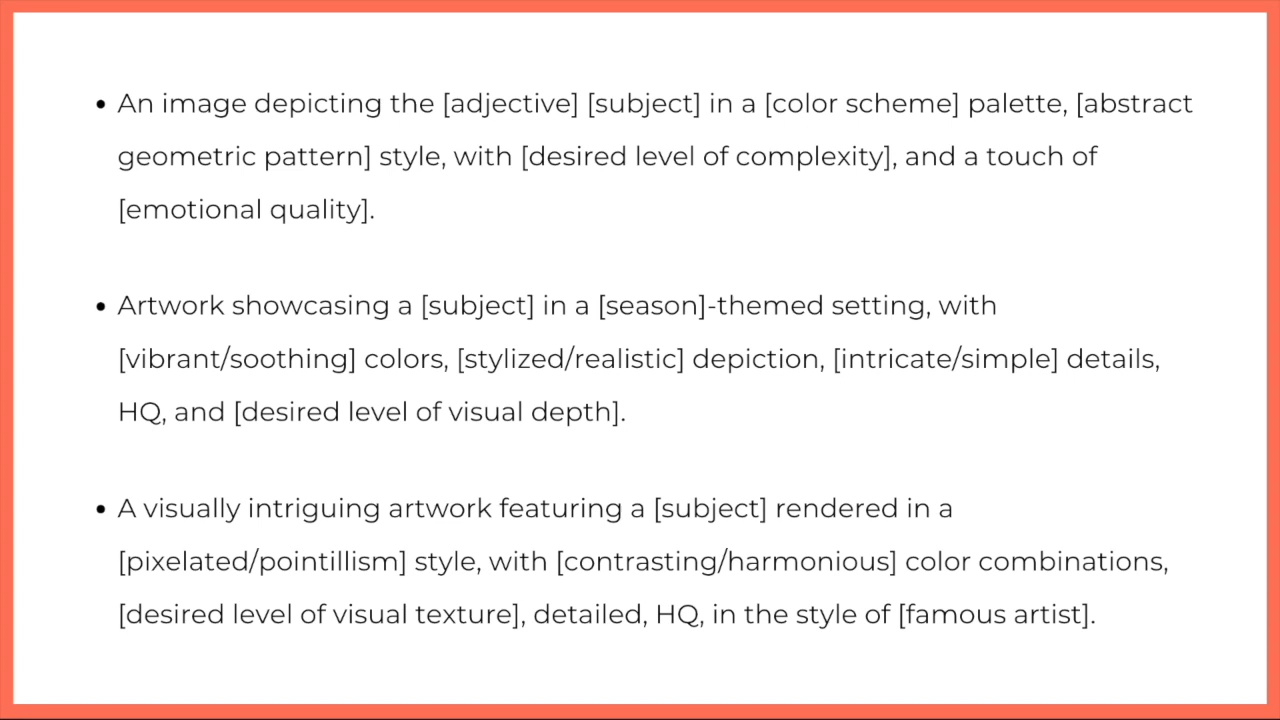 • An image depicting the [adjective] [subject] in a [color scheme] palette, [abstract
geometric pattern] style, with [desired level of complexity], and a touch of
[emotional quality].
• Artwork showcasing a [subject] in a [season]-themed setting, with
[vibrant/soothing] colors, [stylized/realistic] depiction, [intricate/simple] details,
HQ, and [desired level of visual depth].
• A visually intriguing artwork featuring a [subject] rendered in a
[pixelated/pointillism] style, with [contrasting/harmonious] color combinations,
[desired level of visual texture], detailed, HQ, in the style of [famous artist].